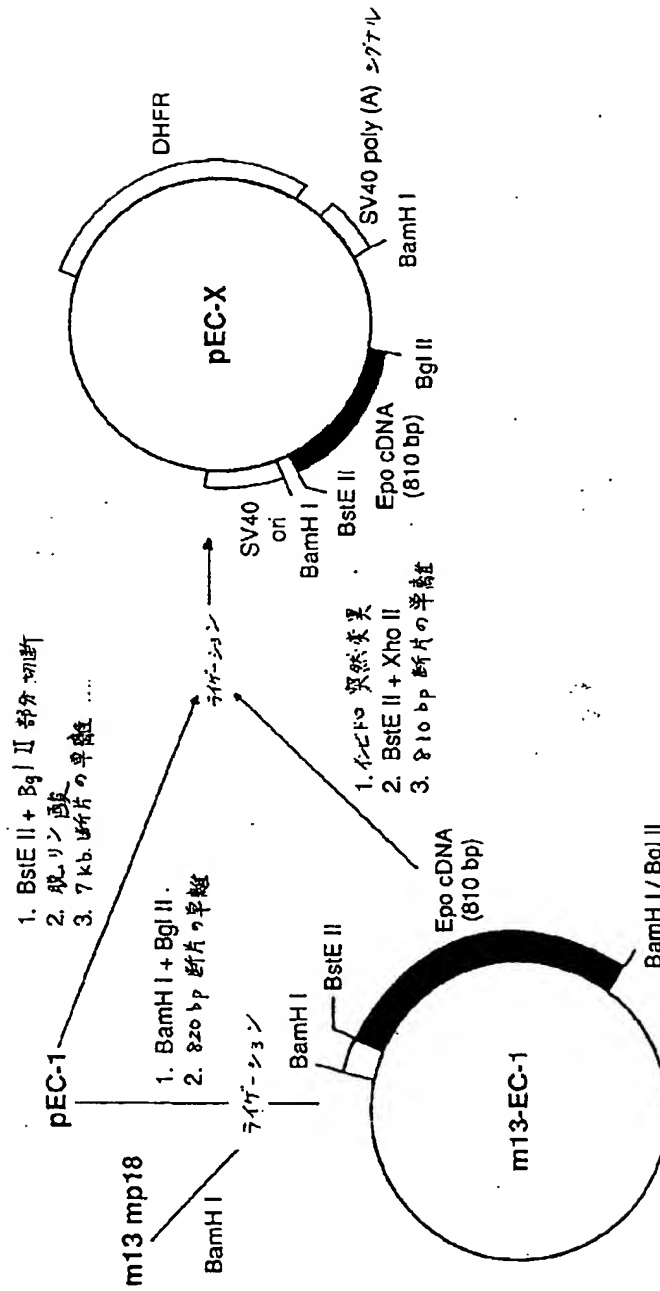 m13 mp18
BamH I
pEC-1
ライゲーション
1. BamH I + Bgl II.
2. 820 bp 断片の単離
1. BstE II + Bgl II 部分切断
2. 脱リン酸
3. 7kb. 断片の単離 ....
m13-EC-1
BamH I
BstE II
Epo cDNA
(810 bp)
BamH I / Bgl II
1. インビトロ 突然変異
2. BstE II + Xho II
3. 810 bp 断片の単離
ライゲーション
pEC-X
DHFR
SV40 poly (A) シグナル
BamH I
Bgl II
Epo cDNA
(810 bp)
BstE II
BamH I
SV40
ori